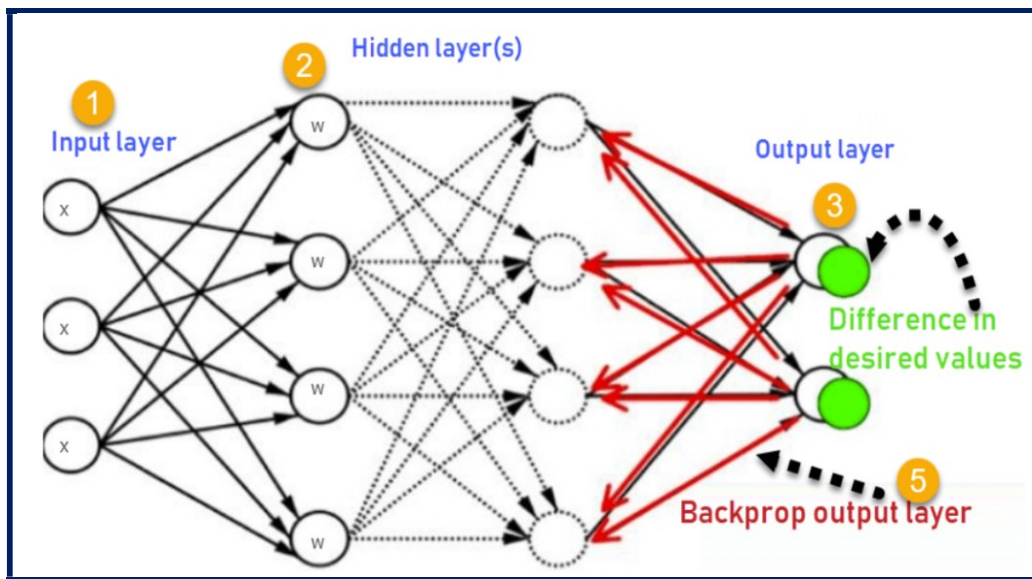 Hidden layer(s)
2
1
Input layer
Output layer
3
x
x
x
w
w
w
w
Difference in
desired values
5
Backprop output layer